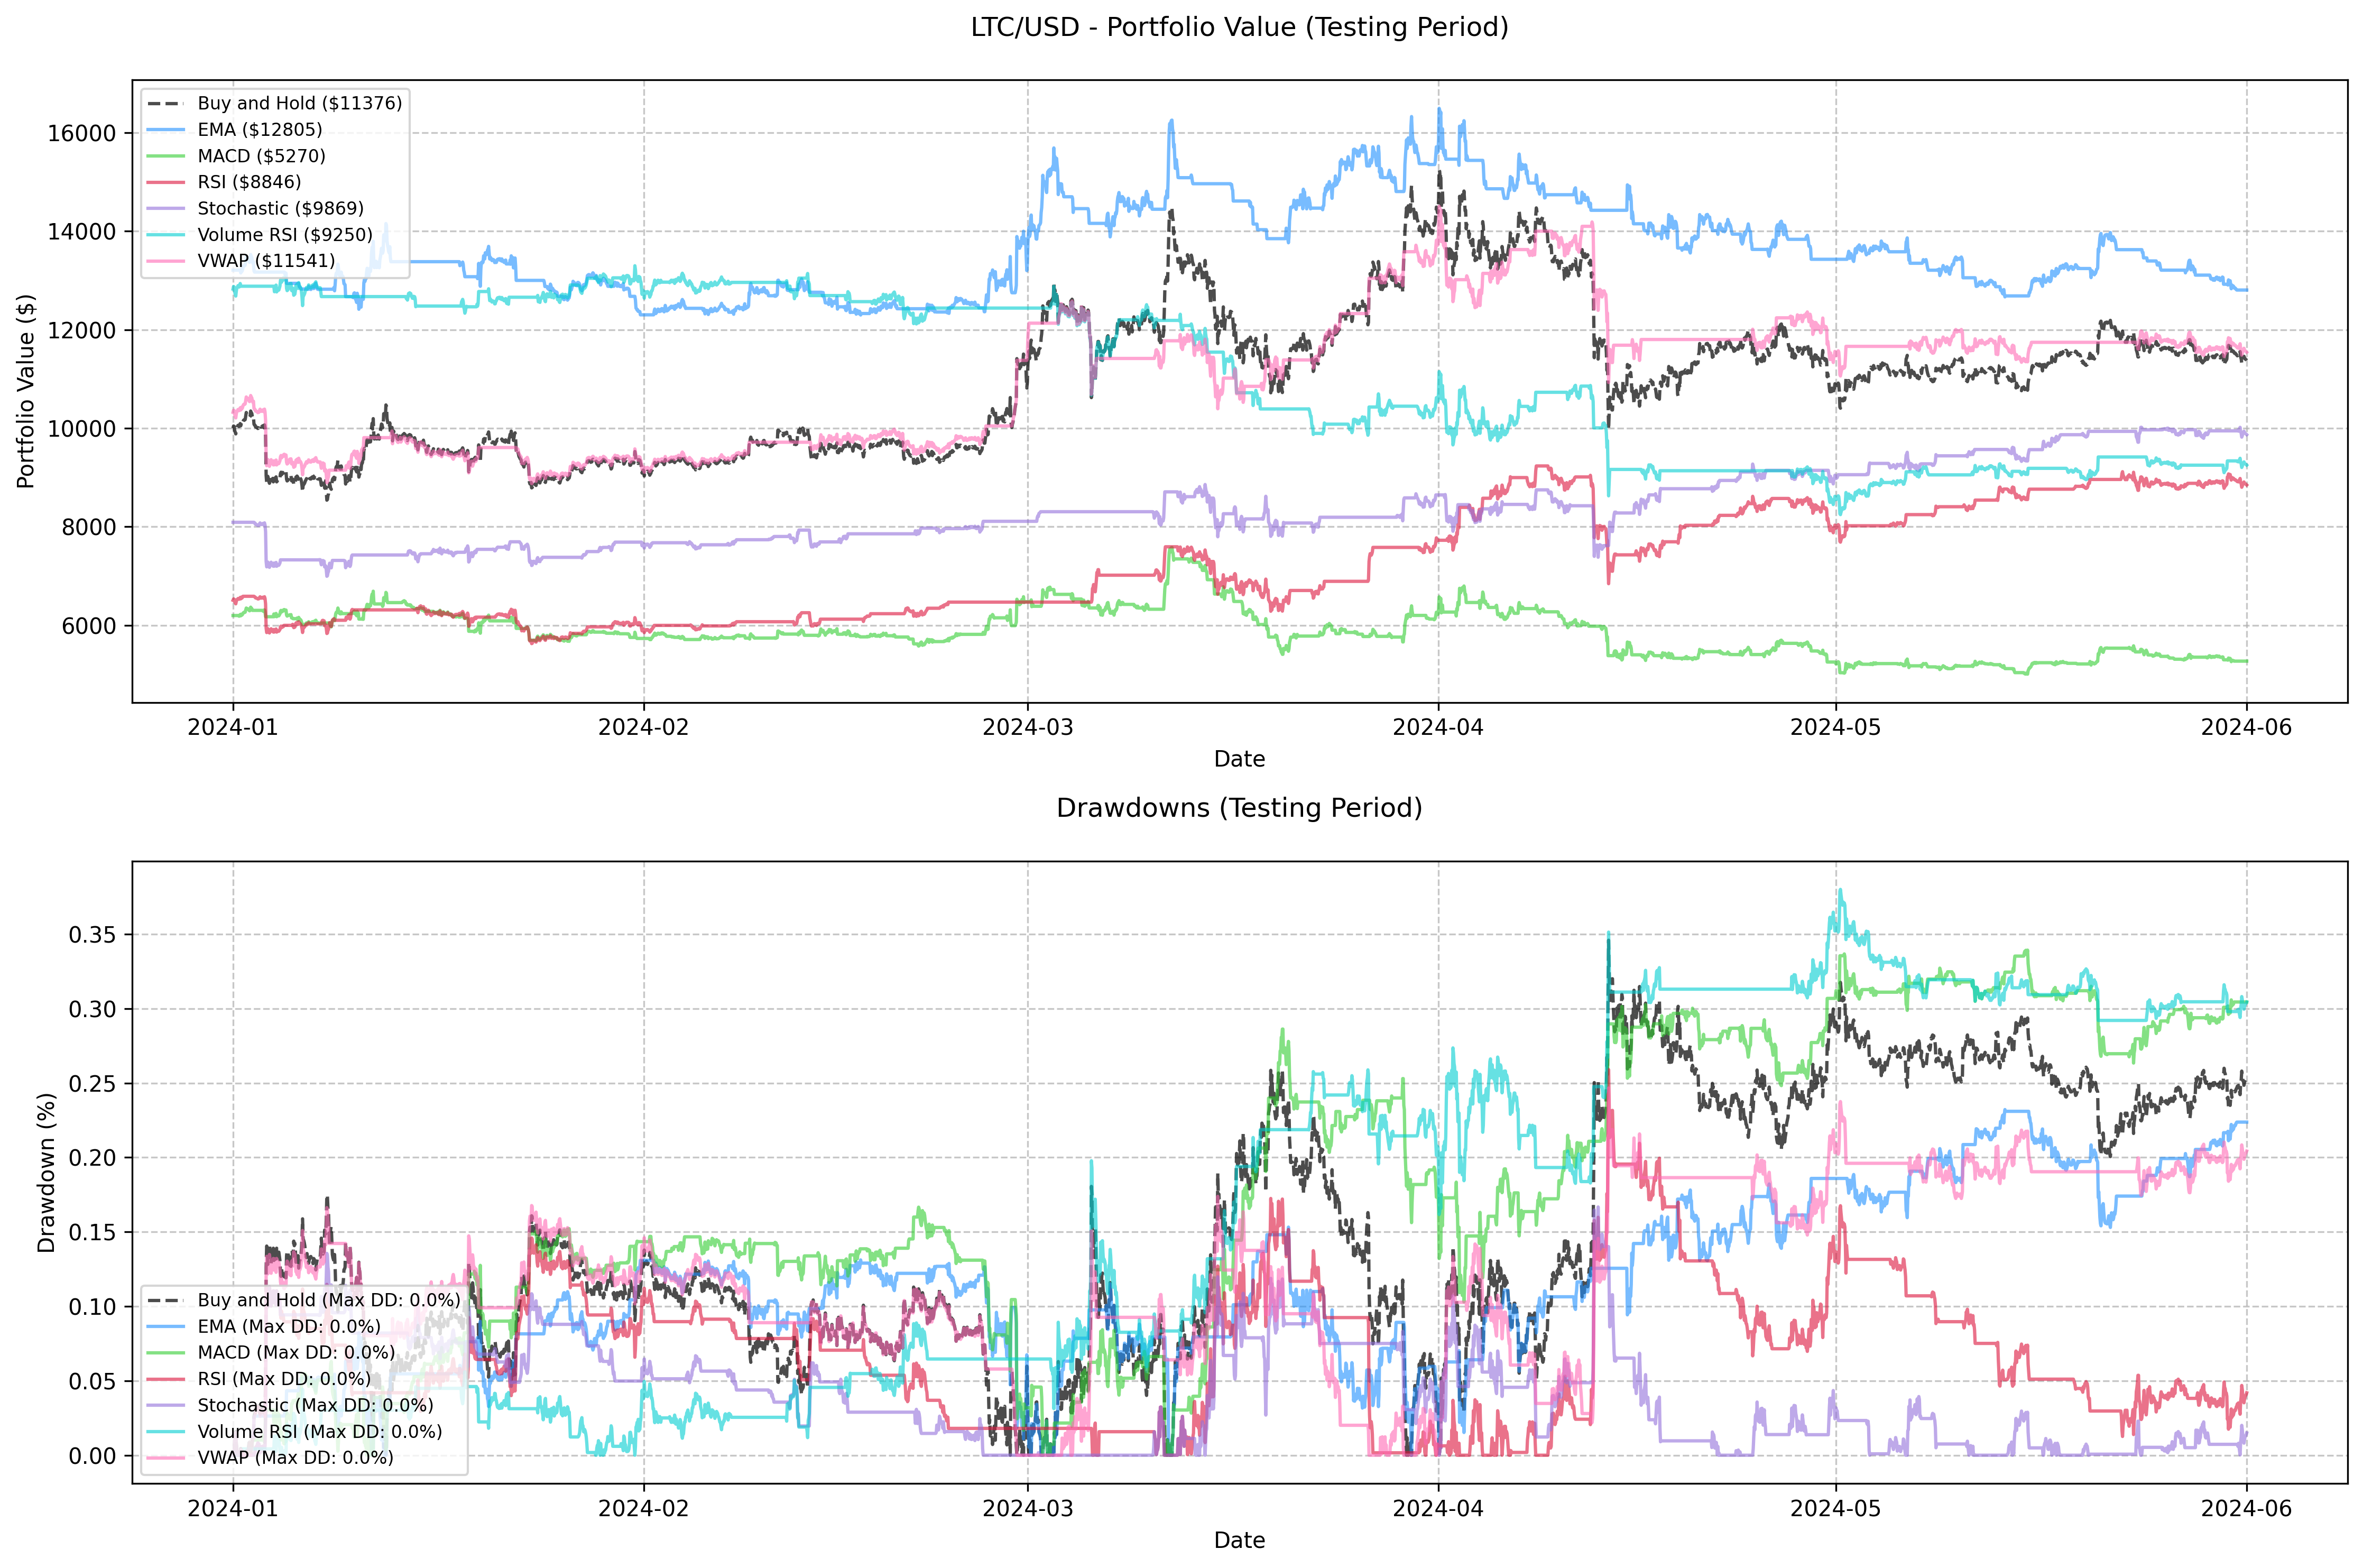 LTC/USD - Portfolio Value (Testing Period)
Buy and Hold ($11376)
EMA ($12805)
MACD ($5270)
RSI ($8846)
Stochastic ($9869)
Volume RSI ($9250)
VWAP ($11541)
Portfolio Value ($)
16000
14000
12000
10000
8000
6000
2024-01 2024-02 2024-03 2024-04 2024-05 2024-06
Date
Drawdowns (Testing Period)
Drawdown (%)
0.35
0.30
0.25
0.20
0.15
0.10
0.05
0.00
Buy and Hold (Max DD: 0.0%)
EMA (Max DD: 0.0%)
MACD (Max DD: 0.0%)
RSI (Max DD: 0.0%)
Stochastic (Max DD: 0.0%)
Volume RSI (Max DD: 0.0%)
VWAP (Max DD: 0.0%)
2024-01 2024-02 2024-03 2024-04 2024-05 2024-06
Date